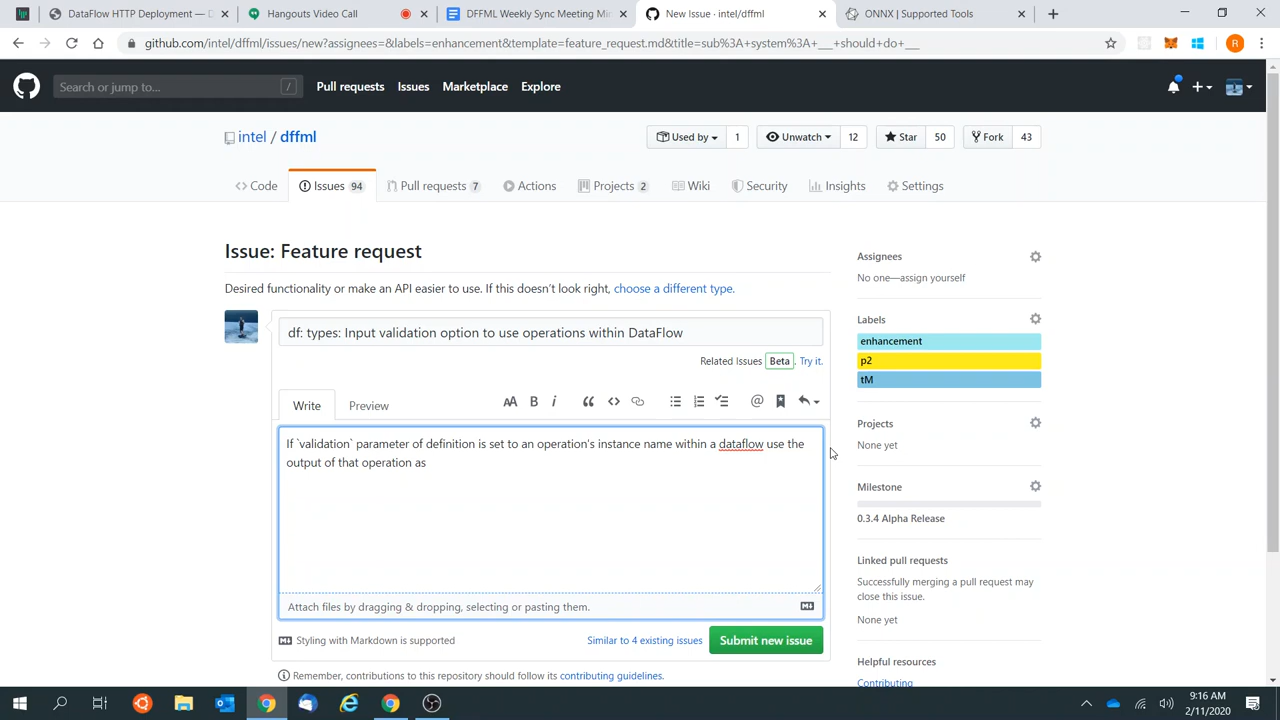 DataFlow HTTP Deployment — D
Hangouts Video Call
DFFML Weekly Sync Meeting Min
New Issue · intel/dffml
ONNX | Supported Tools
github.com/intel/dffml/issues/new?assignees=&labels=enhancement&template=feature_request.md&title=sub%3A+system%3A+___+should+do+___
R
Search or jump to...
/
Pull requests
Issues
Marketplace
Explore
intel / dffml
Used by 1
Unwatch 12
Star 50
Fork 43
Code
Issues 94
Pull requests 7
Actions
Projects 2
Wiki
Security
Insights
Settings
Issue: Feature request
Desired functionality or make an API easier to use. If this doesn’t look right, choose a different type.
df: types: Input validation option to use operations within DataFlow
Related Issues Beta. Try it.
Write
Preview
AA B i
@
If `validation` parameter of definition is set to an operation's instance name within a dataflow use the
output of that operation as
Attach files by dragging & dropping, selecting or pasting them.
Styling with Markdown is supported
Similar to 4 existing issues
Submit new issue
Remember, contributions to this repository should follow its contributing guidelines.
Assignees
No one—assign yourself
Labels
enhancement
p2
tM
Projects
None yet
Milestone
0.3.4 Alpha Release
Linked pull requests
Successfully merging a pull request may
close this issue.
None yet
Helpful resources
Contributing
9:16 AM
2/11/2020